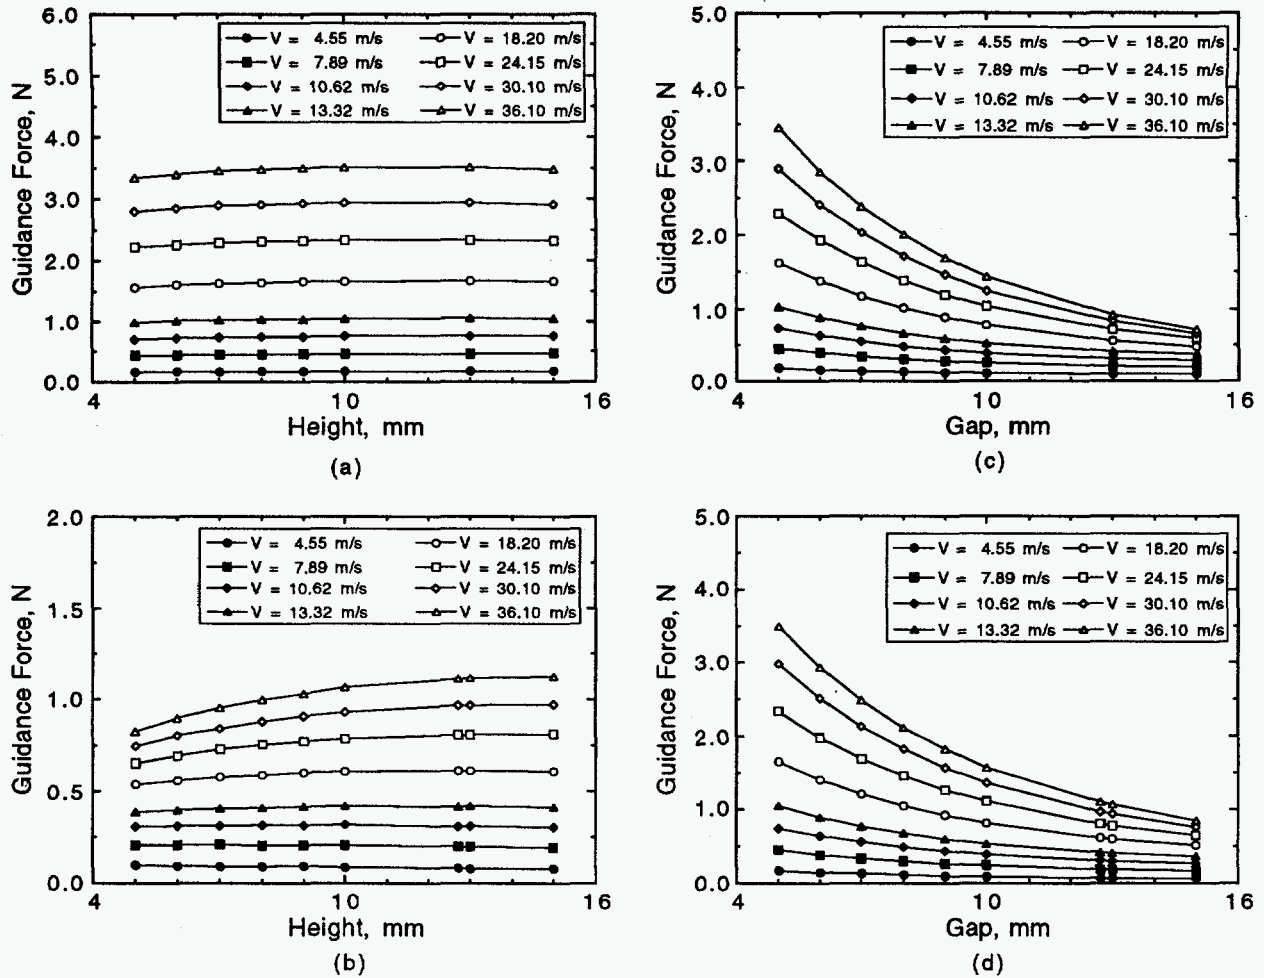 6.0
5.0
4.0
3.0
2.0
1.0
0.0
Guidance Force, N
V = 4.55 m/s
V = 7.89 m/s
V = 10.62 m/s
V = 13.32 m/s
V = 18.20 m/s
V = 24.15 m/s
V = 30.10 m/s
V = 36.10 m/s
4 10 16
Height, mm
(a)
5.0
4.0
3.0
2.0
1.0
0.0
Guidance Force, N
V = 4.55 m/s
V = 7.89 m/s
V = 10.62 m/s
V = 13.32 m/s
V = 18.20 m/s
V = 24.15 m/s
V = 30.10 m/s
V = 36.10 m/s
4 10 16
Gap, mm
(c)
2.0
1.5
1.0
0.5
0.0
Guidance Force, N
V = 4.55 m/s
V = 7.89 m/s
V = 10.62 m/s
V = 13.32 m/s
V = 18.20 m/s
V = 24.15 m/s
V = 30.10 m/s
V = 36.10 m/s
4 10 16
Height, mm
(b)
5.0
4.0
3.0
2.0
1.0
0.0
Guidance Force, N
V = 4.55 m/s
V = 7.89 m/s
V = 10.62 m/s
V = 13.32 m/s
V = 18.20 m/s
V = 24.15 m/s
V = 30.10 m/s
V = 36.10 m/s
4 10 16
Gap, mm
(d)